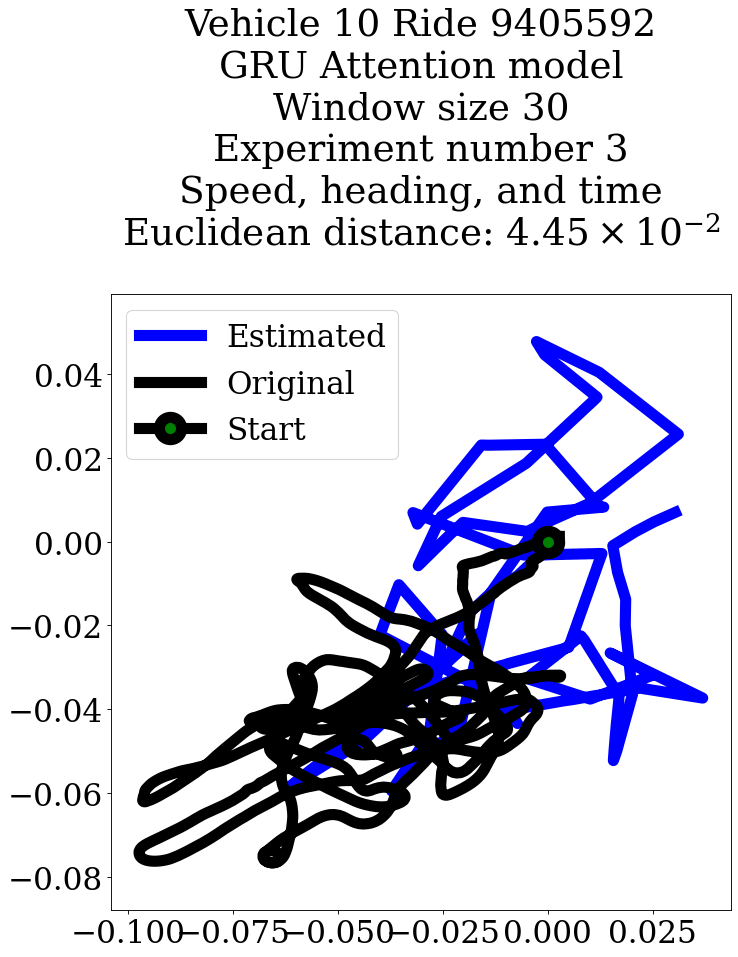 Vehicle 10 Ride 9405592
GRU Attention model
Window size 30
Experiment number 3
Speed, heading, and time
Euclidean distance: 4.45 × 10⁻²
Estimated
Original
Start
0.04
0.02
0.00
−0.02
−0.04
−0.06
−0.08
−0.100 −0.075 −0.050 −0.025 0.000 0.025